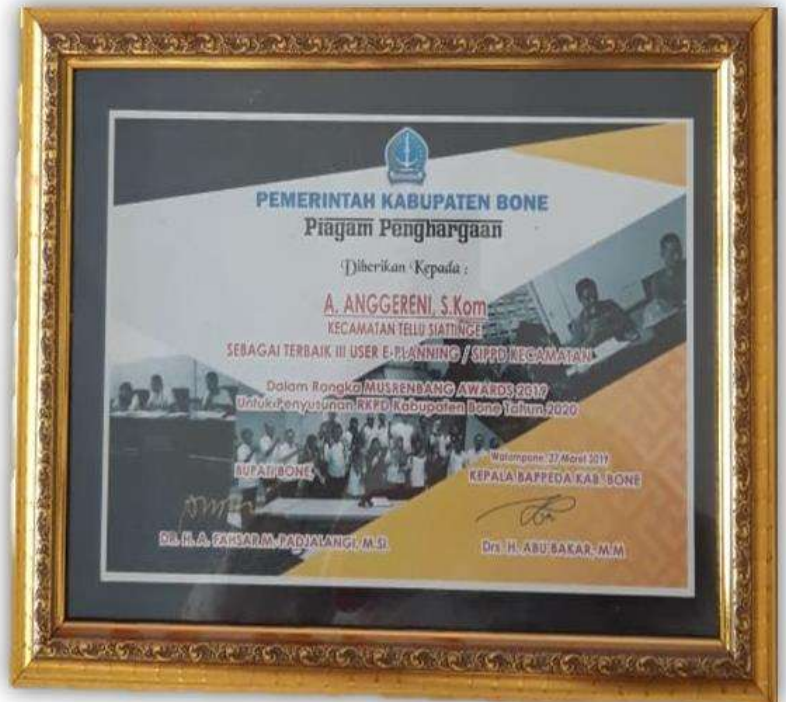 PEMERINTAH KABUPATEN BONE
Piagam Penghargaan
Diberikan Kepada :
A. ANGGERENI, S.Kom
KECAMATAN TELLU SIATTINGE
SEBAGAI TERBAIK III USER E-PLANNING / SIPPD KECAMATAN
Dalam Rangka MUSRENBANG AWARDS 2019
Untuk Penyusunan RKPD Kabupaten Bone Tahun 2020
Watampone, 27 Maret 2019
BUPATI BONE
KEPALA BAPPEDA KAB. BONE
DR. H. A. FAHSAR M. PADJALANGI, M.Si.
Drs. H. ABU BAKAR, M.M